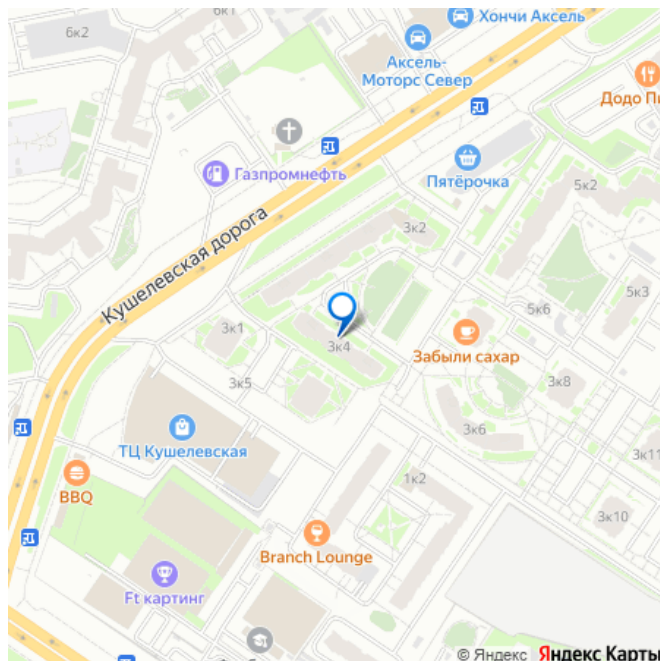 6к1
Хончи Аксель
6к2
Аксель-
Моторс Север
Додо Пи
Газпромнефть
Пятёрочка
5к2
Кушелевская дорога
3к2
5к3
5к6
3к1
3к4
Забыли сахар
3к5
3к8
3к6
ТЦ Кушелевская
3к11
1к2
BBQ
3к10
Branch Lounge
Ft картинг
© Яндекс Яндекс Карты